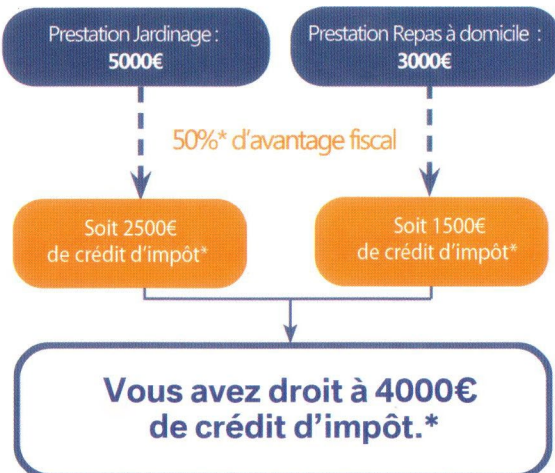 Prestation Jardinage :
5000€
Prestation Repas à domicile :
3000€
50%* d'avantage fiscal
Soit 2500€
de crédit d'impôt*
Soit 1500€
de crédit d'impôt*
Vous avez droit à 4000€
de crédit d'impôt.*